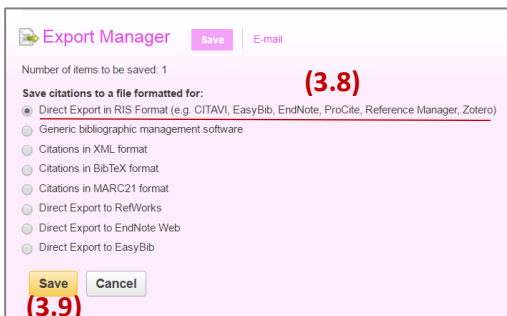 Export Manager Save E-mail
Number of items to be saved: 1
(3.8)
Save citations to a file formatted for:
Direct Export in RIS Format (e.g. CITAVI, EasyBib, EndNote, ProCite, Reference Manager, Zotero)
Generic bibliographic management software
Citations in XML format
Citations in BibTeX format
Citations in MARC21 format
Direct Export to RefWorks
Direct Export to EndNote Web
Direct Export to EasyBib
Save Cancel
(3.9)